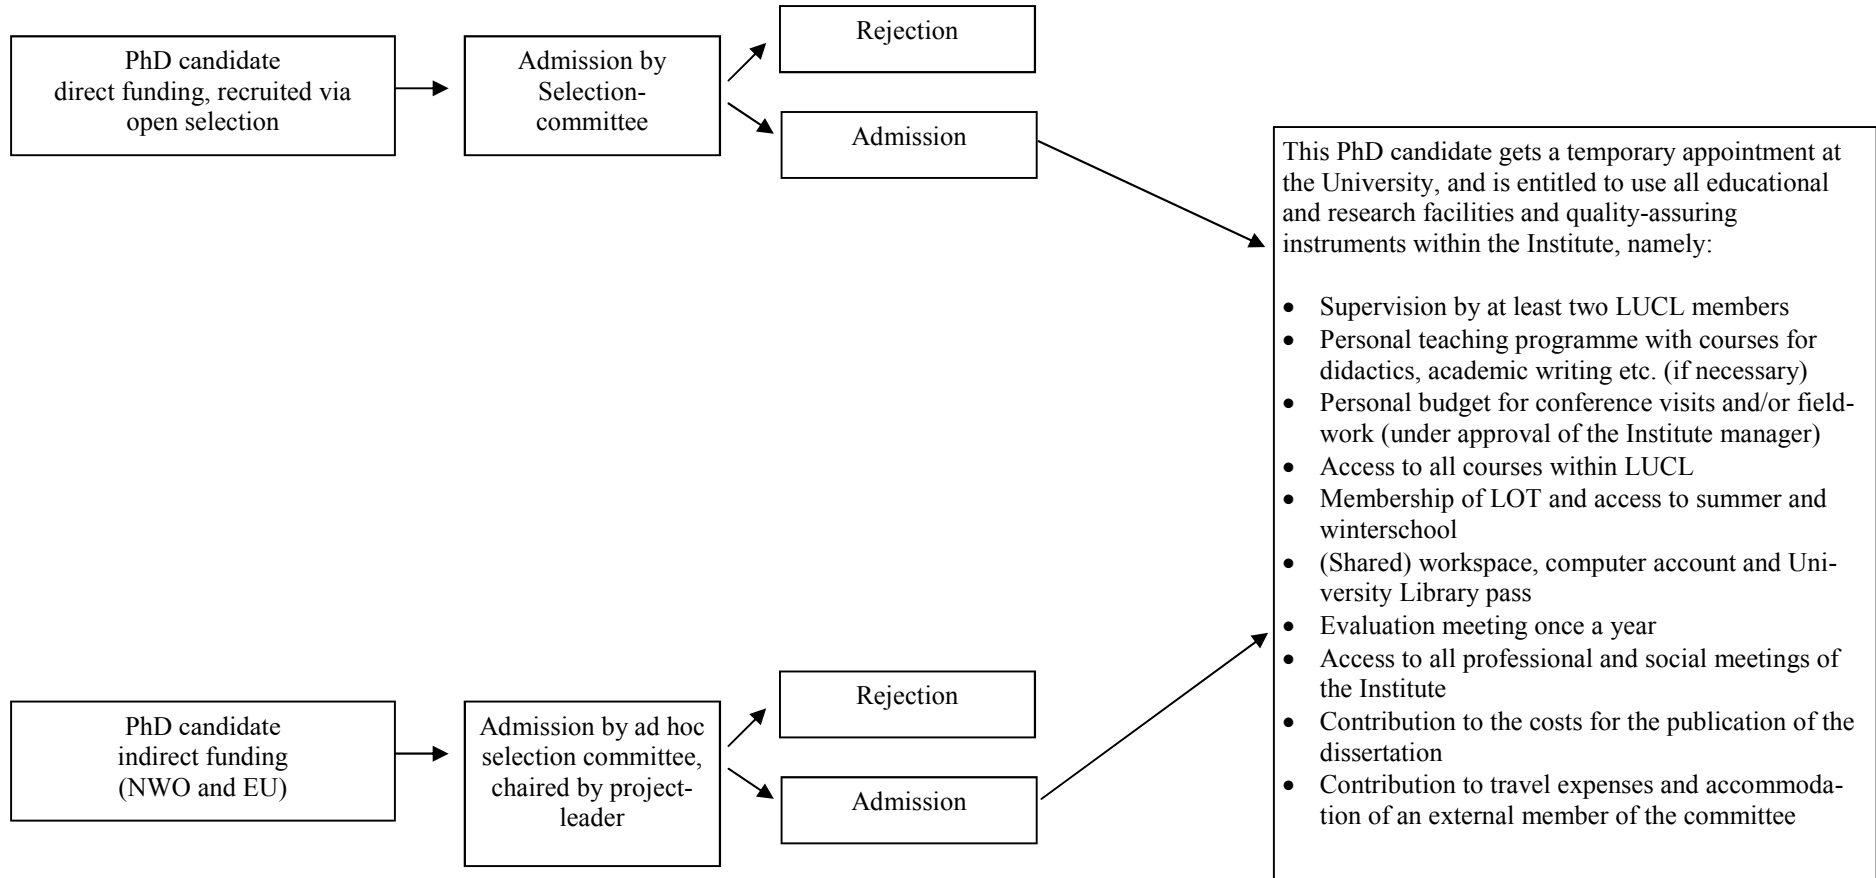 PhD candidate
direct funding, recruited via
open selection
Admission by
Selection-
committee
Rejection
Admission
This PhD candidate gets a temporary appointment at
the University, and is entitled to use all educational
and research facilities and quality-assuring
instruments within the Institute, namely:
• Supervision by at least two LUCL members
• Personal teaching programme with courses for
didactics, academic writing etc. (if necessary)
• Personal budget for conference visits and/or field-
work (under approval of the Institute manager)
• Access to all courses within LUCL
• Membership of LOT and access to summer and
winterschool
• (Shared) workspace, computer account and Uni-
versity Library pass
• Evaluation meeting once a year
• Access to all professional and social meetings of
the Institute
• Contribution to the costs for the publication of the
dissertation
• Contribution to travel expenses and accommoda-
tion of an external member of the committee
PhD candidate
indirect funding
(NWO and EU)
Admission by ad hoc
selection committee,
chaired by project-
leader
Rejection
Admission